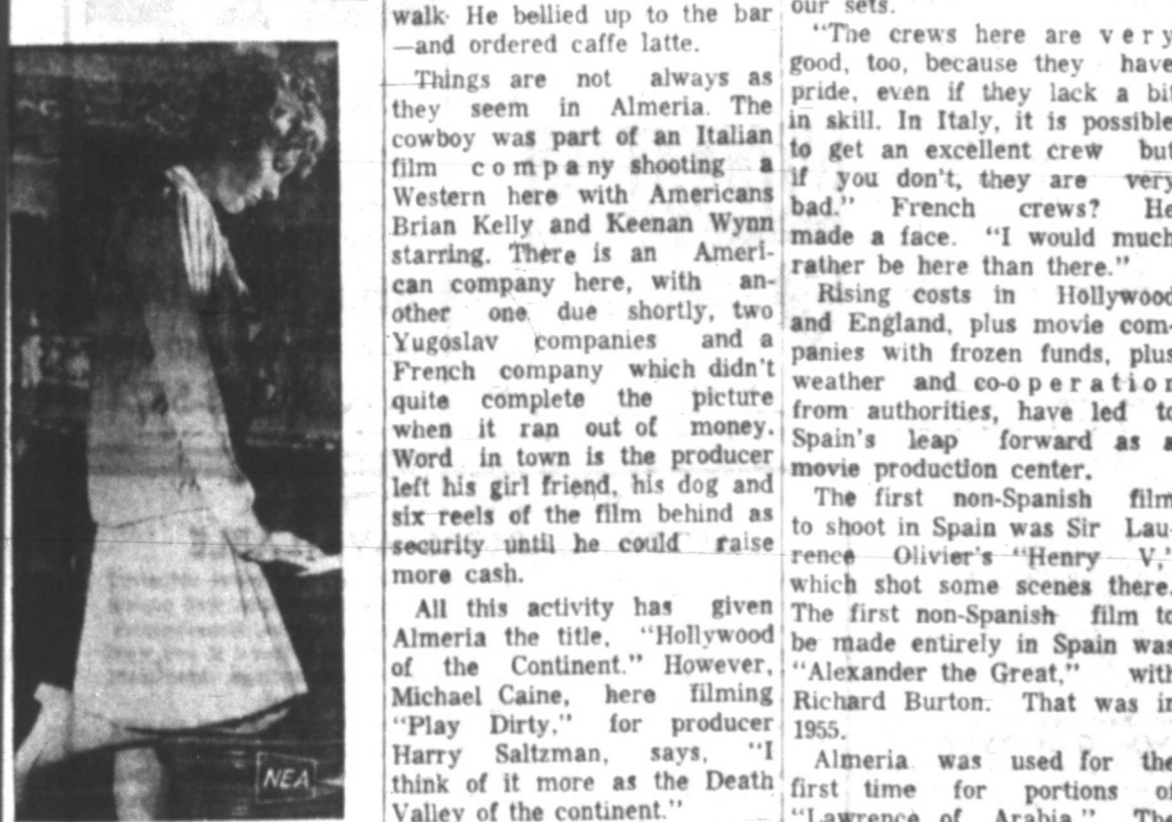 NEA
walk. He bellied up to the bar
—and ordered caffe latte.
Things are not always as
they seem in Almeria. The
cowboy was part of an Italian
film company shooting a
Western here with Americans
Brian Kelly and Keenan Wynn
starring. There is an Ameri-
can company here, with an-
other one due shortly, two
Yugoslav companies and a
French company which didn't
quite complete the picture
when it ran out of money.
Word in town is the producer
left his girl friend, his dog and
six reels of the film behind as
security until he could raise
more cash.
All this activity has given
Almeria the title, "Hollywood
of the Continent." However,
Michael Caine, here filming
"Play Dirty," for producer
Harry Saltzman, says, "I
think of it more as the Death
Valley of the continent."
our sets.
"The crews here are very
good, too, because they have
pride, even if they lack a bit
in skill. In Italy, it is possible
to get an excellent crew but
if you don't, they are very
bad." French crews? He
made a face. "I would much
rather be here than there."
Rising costs in Hollywood
and England, plus movie com-
panies with frozen funds, plus
weather and co-operation
from authorities, have led to
Spain's leap forward as a
movie production center.
The first non-Spanish film
to shoot in Spain was Sir Lau-
rence Olivier's "Henry V,"
which shot some scenes there.
The first non-Spanish film to
be made entirely in Spain was
"Alexander the Great," with
Richard Burton. That was in
1955.
Almeria was used for the
first time for portions of
"Lawrence of Arabia." The